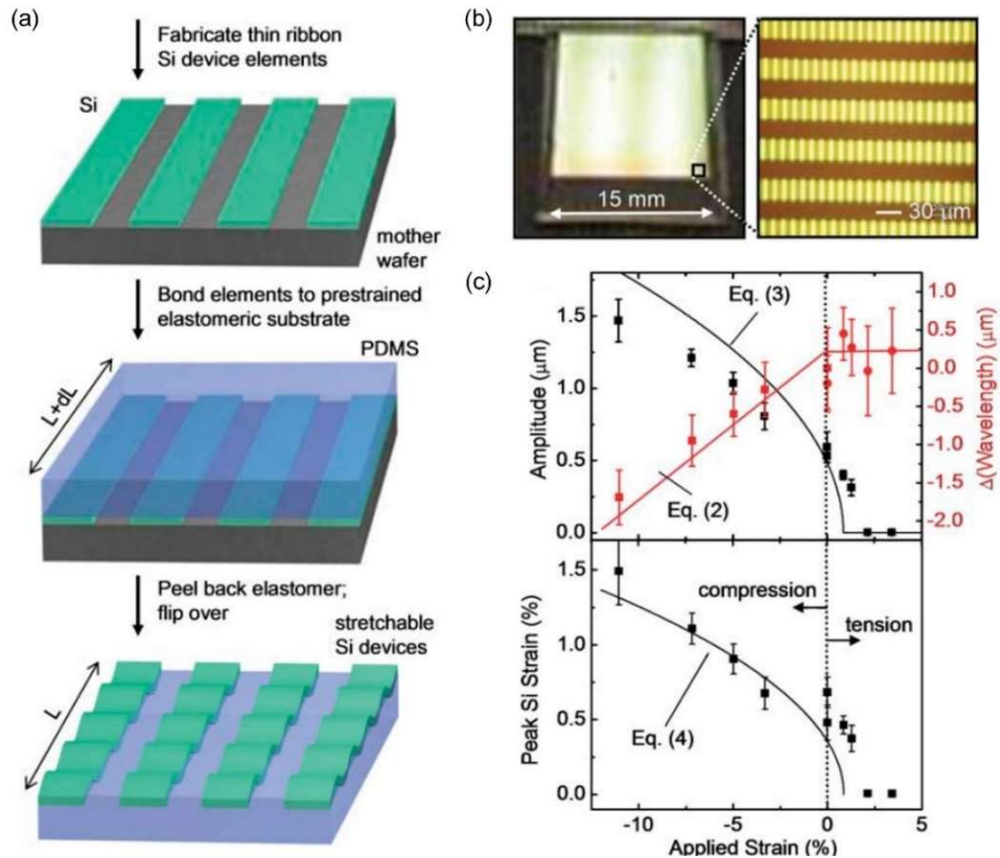 (a)
Fabricate thin ribbon
Si device elements
Si
mother
wafer
Bond elements to prestrained
elastomeric substrate
PDMS
L+dL
Peel back elastomer;
flip over
stretchable
Si devices
L
(b)
15 mm
30 μm
(c)
Eq. (3)
Eq. (2)
Amplitude (μm)
1.5
1.0
0.5
0.0
Δ(Wavelength) (μm)
1.0
0.5
0.0
-0.5
-1.0
-1.5
-2.0
compression
tension
Eq. (4)
Peak Si Strain (%)
1.5
1.0
0.5
0.0
-10
-5
0
5
Applied Strain (%)